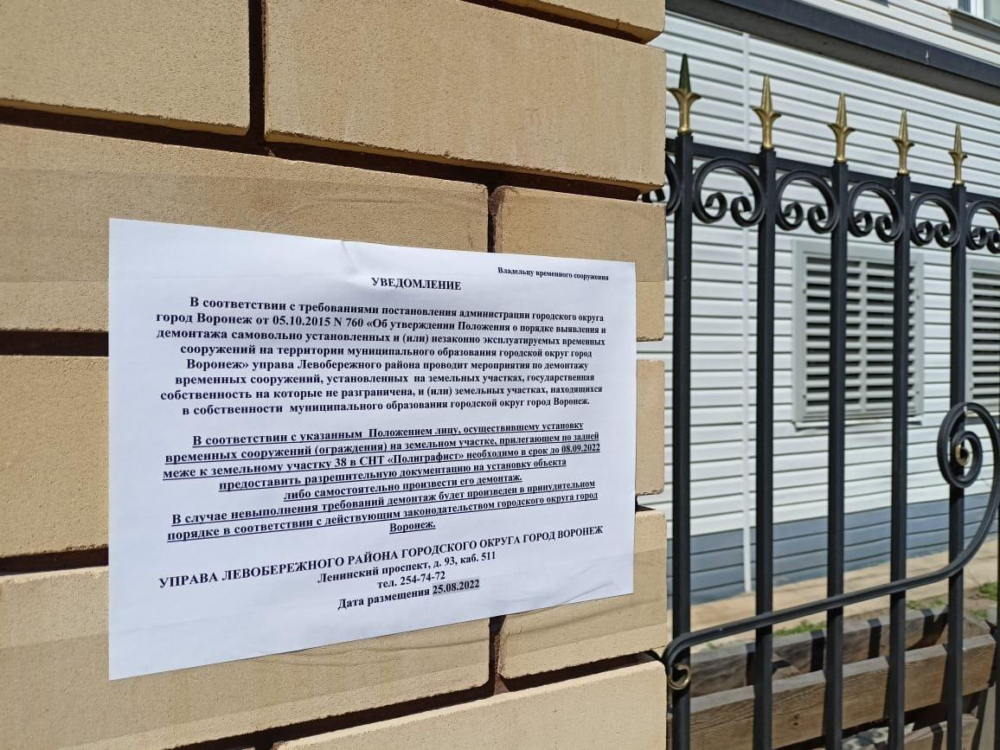 Владельцу временного сооружения
УВЕДОМЛЕНИЕ
В соответствии с требованиями постановления администрации городского округа
город Воронеж от 05.10.2015 N 760 «Об утверждении Положения о порядке выявления и
демонтажа самовольно установленных и (или) незаконно эксплуатируемых временных
сооружений на территории муниципального образования городской округ город
Воронеж» управа Левобережного района проводит мероприятия по демонтажу
временных сооружений, установленных на земельных участках, государственная
собственность на которые не разграничена, и (или) земельных участках, находящихся
в собственности муниципального образования городской округ город Воронеж.
В соответствии с указанным Положением лицу, осуществившему установку
временных сооружений (ограждения) на земельном участке, прилегающем по задней
меже к земельному участку 38 в СНТ «Полиграфист» необходимо в срок до 08.09.2022
предоставить разрешительную документацию на установку объекта
либо самостоятельно произвести его демонтаж.
В случае невыполнения требований демонтаж будет произведен в принудительном
порядке в соответствии с действующим законодательством городского округа город
Воронеж.
УПРАВА ЛЕВОБЕРЕЖНОГО РАЙОНА ГОРОДСКОГО ОКРУГА ГОРОД ВОРОНЕЖ
Ленинский проспект, д. 93, каб. 511
тел. 254-74-72
Дата размещения 25.08.2022